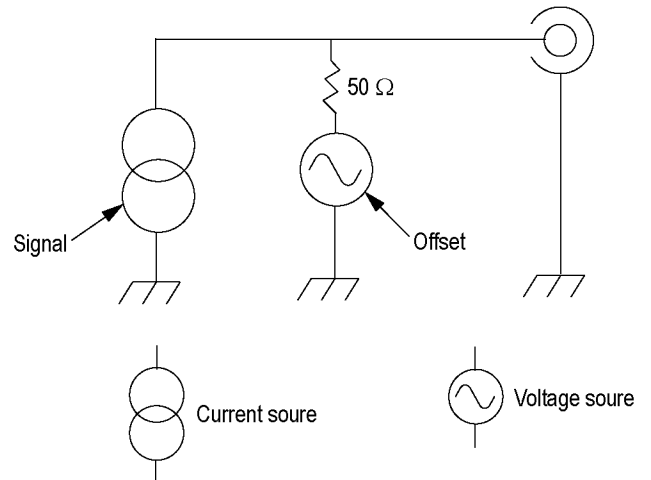 50 Ω
Signal
Offset
Current soure
Voltage soure